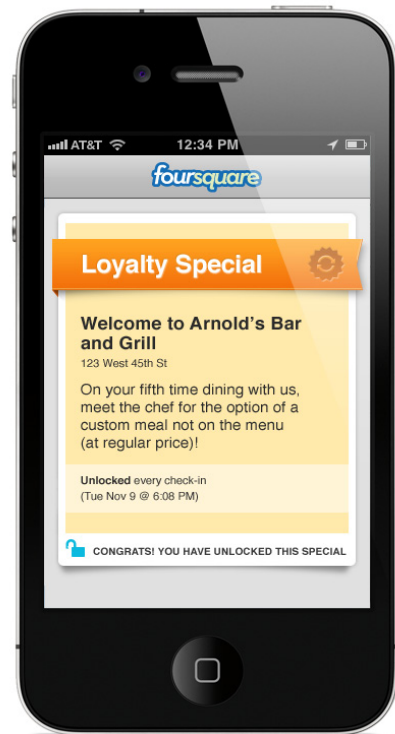 AT&T 12:34 PM
foursquare
Loyalty Special
Welcome to Arnold's Bar
and Grill
123 West 45th St
On your fifth time dining with us,
meet the chef for the option of a
custom meal not on the menu
(at regular price)!
Unlocked every check-in
(Tue Nov 9 @ 6:08 PM)
CONGRATS! YOU HAVE UNLOCKED THIS SPECIAL